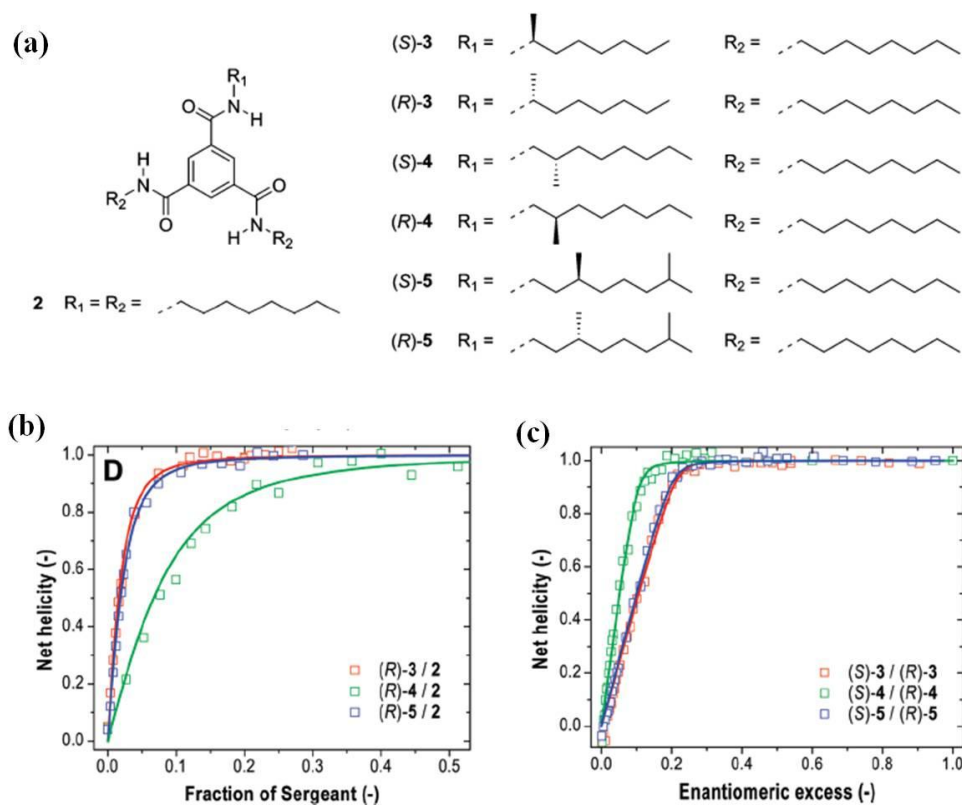 (a)
R1
O
N
H
H
N
R2
O
O
N
H
R2
2 R1 = R2 =
(S)-3 R1 = R2 =
(R)-3 R1 = R2 =
(S)-4 R1 = R2 =
(R)-4 R1 = R2 =
(S)-5 R1 = R2 =
(R)-5 R1 = R2 =
(b)
D
Net helicity (-)
1.0
0.8
0.6
0.4
0.2
0.0
0.0 0.1 0.2 0.3 0.4 0.5
Fraction of Sergeant (-)
(R)-3 / 2
(R)-4 / 2
(R)-5 / 2
(c)
Net helicity (-)
1.0
0.8
0.6
0.4
0.2
0.0
0.0 0.2 0.4 0.6 0.8 1.0
Enantiomeric excess (-)
(S)-3 / (R)-3
(S)-4 / (R)-4
(S)-5 / (R)-5